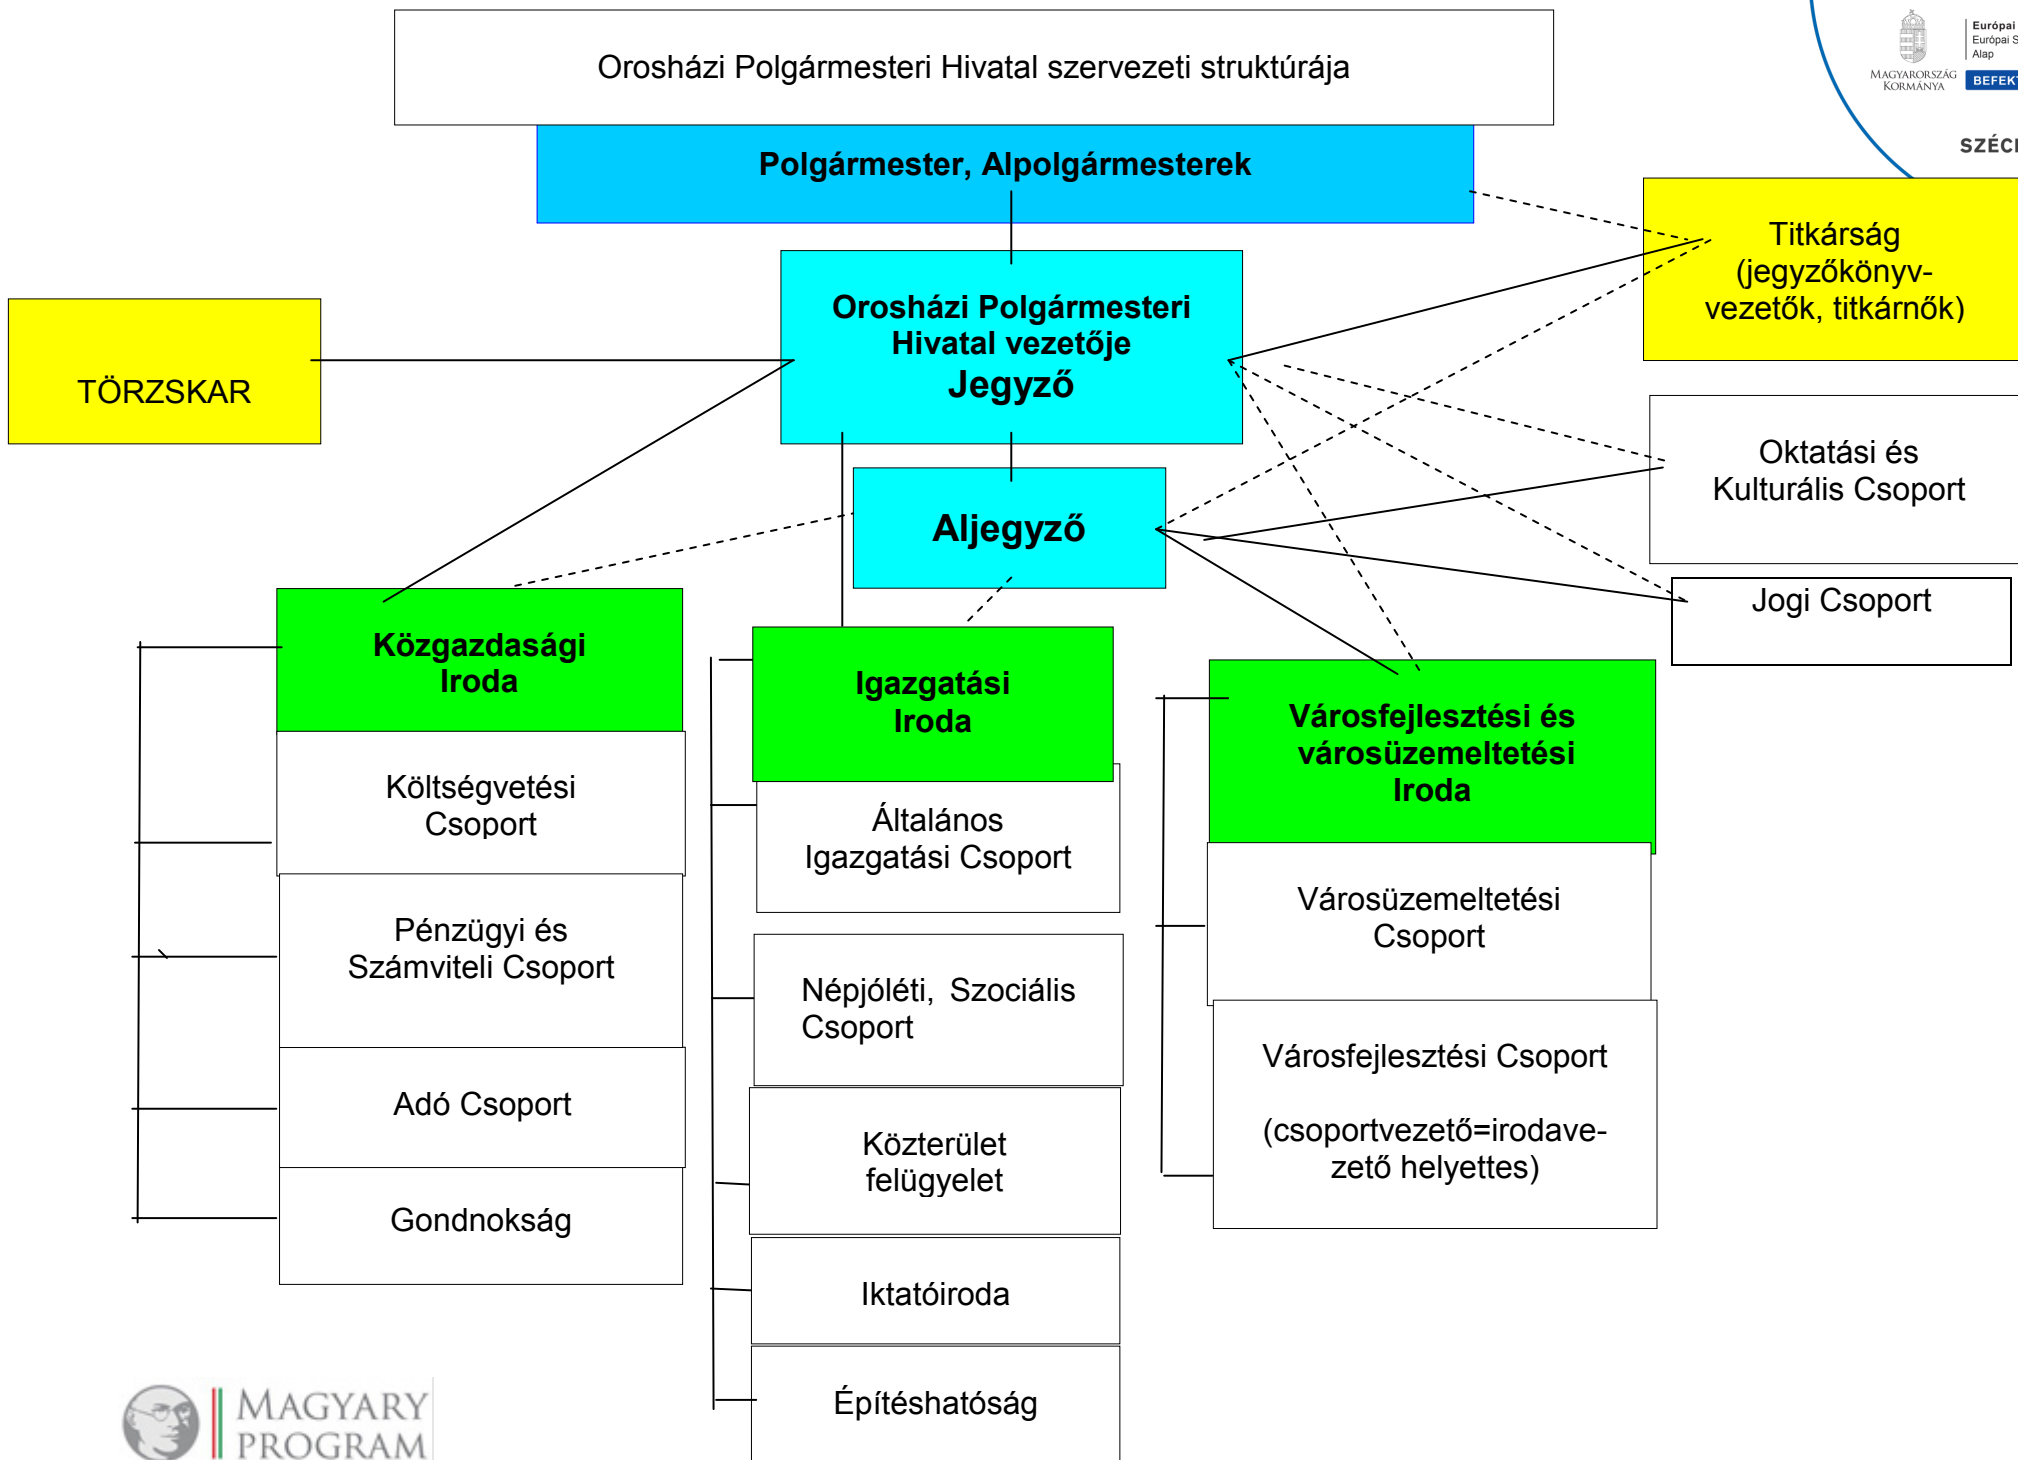 Orosházi Polgármesteri Hivatal szervezeti struktúrája
MAGYARORSZÁG
KORMÁNYA
Európai
Európai S
Alap
BEFEKT
SZÉCH
Polgármester, Alpolgármesterek
Titkárság
(jegyzőkönyv-
vezetők, titkárnők)
Orosházi Polgármesteri
Hivatal vezetője
Jegyző
TÖRZSKAR
Oktatási és
Kulturális Csoport
Aljegyző
Jogi Csoport
Közgazdasági
Iroda
Költségvetési
Csoport
Pénzügyi és
Számviteli Csoport
Adó Csoport
Gondnokság
Igazgatási
Iroda
Általános
Igazgatási Csoport
Népjóléti, Szociális
Csoport
Közterület
felügyelet
Iktatóiroda
Építéshatóság
Városfejlesztési és
városüzemeltetési
Iroda
Városüzemeltetési
Csoport
Városfejlesztési Csoport
(csoportvezető=irodave-
zető helyettes)
MAGYARY
PROGRAM